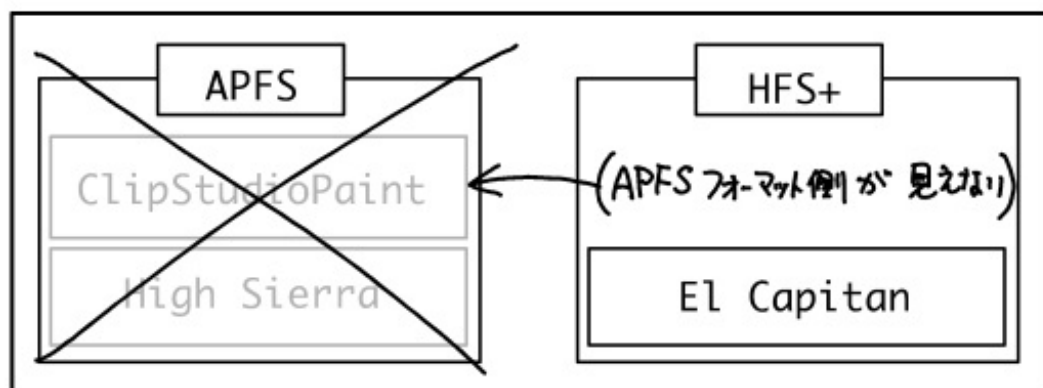 APFS
ClipStudioPaint
High Sierra
HFS+
(APFSフォーマット側が見えない)
El Capitan